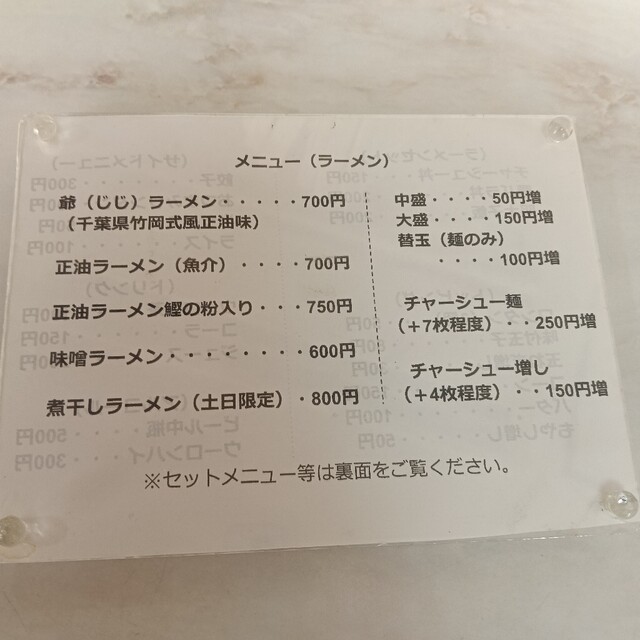 メニュー（ラーメン）
爺（じじ）ラーメン・・・・・700円
（千葉県竹岡式風正油味）
正油ラーメン（魚介）・・・・700円
正油ラーメン鰹の粉入り・・・750円
味噌ラーメン・・・・・・・・600円
煮干しラーメン（土日限定）・800円
中盛・・・・50円増
大盛・・・・150円増
替玉（麺のみ）
・・・・100円増
チャーシュー麺
（＋7枚程度）・・250円増
チャーシュー増し
（＋4枚程度）・・150円増
※セットメニュー等は裏面をご覧ください。